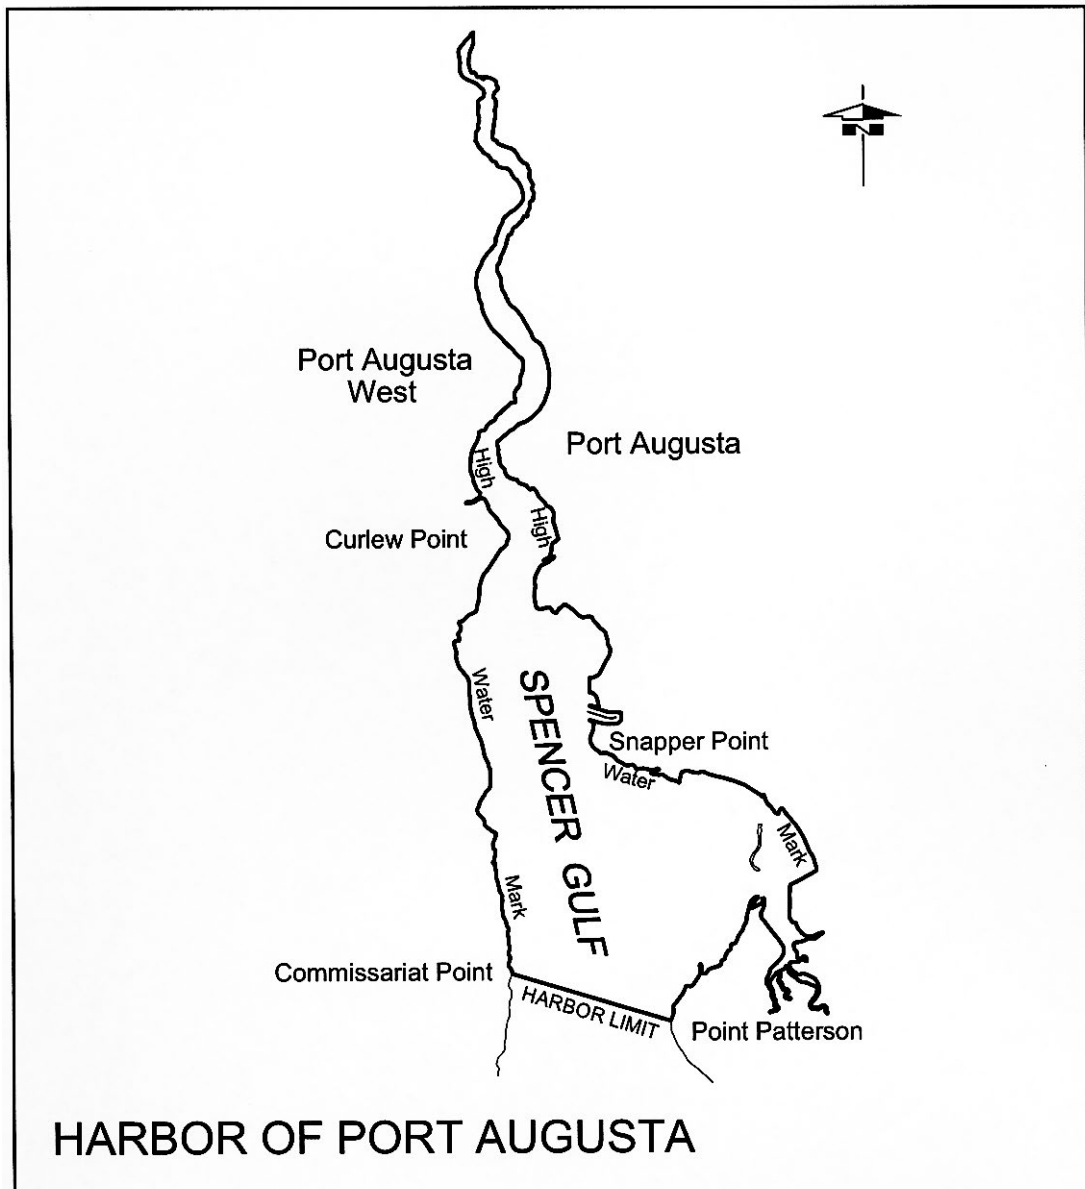 N
Port Augusta
West
Port Augusta
High
High
Curlew Point
Water
SPENCER GULF
Snapper Point
Water
Mark
Mark
Commissariat Point
HARBOR LIMIT
Point Patterson
HARBOR OF PORT AUGUSTA